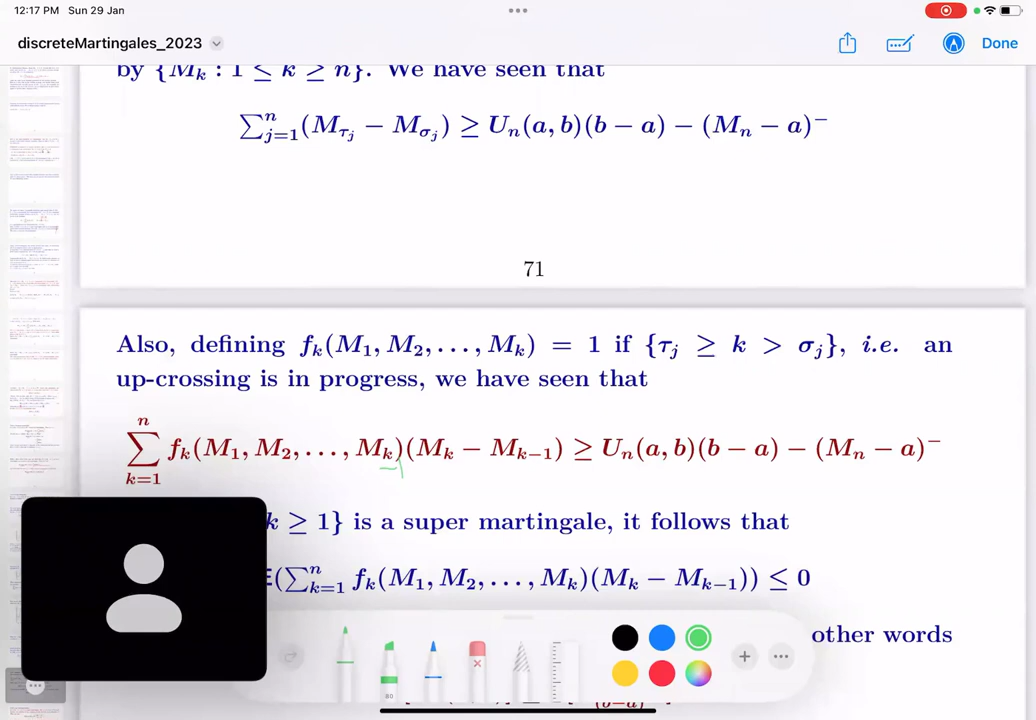 12:17 PM Sun 29 Jan
discreteMartingales_2023
Done
by {M_k : 1 ≤ k ≥ n}. We have seen that
∑_{j=1}^{n}(M_{τ_j} − M_{σ_j}) ≥ U_n(a, b)(b − a) − (M_n − a)^−
71
Also, defining f_k(M_1, M_2, . . . , M_k) = 1 if {τ_j ≥ k > σ_j}, i.e. an
up-crossing is in progress, we have seen that
∑_{k=1}^{n} f_k(M_1, M_2, . . . , M_k)(M_k − M_{k−1}) ≥ U_n(a, b)(b − a) − (M_n − a)^−
−1
k ≥ 1} is a super martingale, it follows that
E(∑_{k=1}^{n} f_k(M_1, M_2, . . . , M_k)(M_k − M_{k−1})) ≤ 0
other words
80